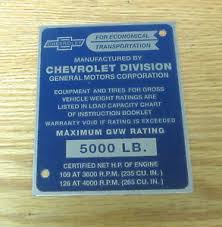 CHEVROLET
FOR ECONOMICAL
TRANSPORTATION
MANUFACTURED BY
CHEVROLET DIVISION
GENERAL MOTORS CORPORATION
EQUIPMENT AND TIRES FOR GROSS
VEHICLE WEIGHT RATINGS ARE
LISTED IN LOAD CAPACITY CHART
OF INSTRUCTION BOOKLET
WARRANTY VOID IF RATING IS EXCEEDED
MAXIMUM GVW RATING
5000 LB.
CERTIFIED NET H.P. OF ENGINE
109 AT 3600 R.P.M. (235 CU. IN.)
126 AT 4000 R.P.M. (265 CU. IN.)